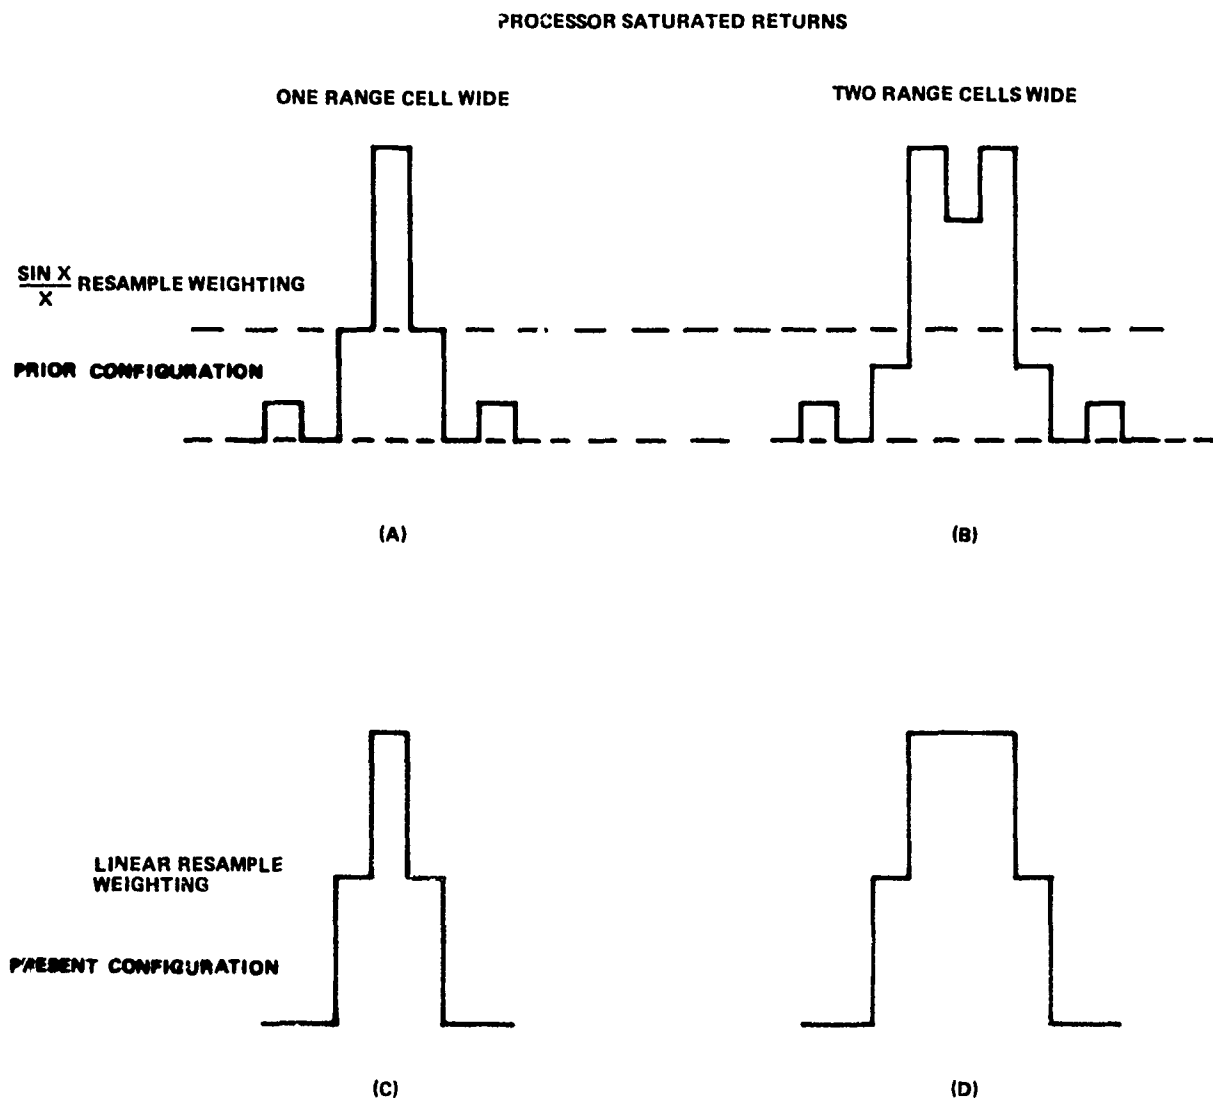 PROCESSOR SATURATED RETURNS
ONE RANGE CELL WIDE
TWO RANGE CELLS WIDE
SIN X
X
RESAMPLE WEIGHTING
PRIOR CONFIGURATION
(A)
(B)
LINEAR RESAMPLE
WEIGHTING
PRESENT CONFIGURATION
(C)
(D)